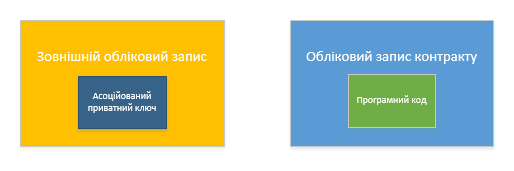 Зовнішній обліковий запис
Асоційований
приватний ключ
Обліковий запис контракту
Програмний код